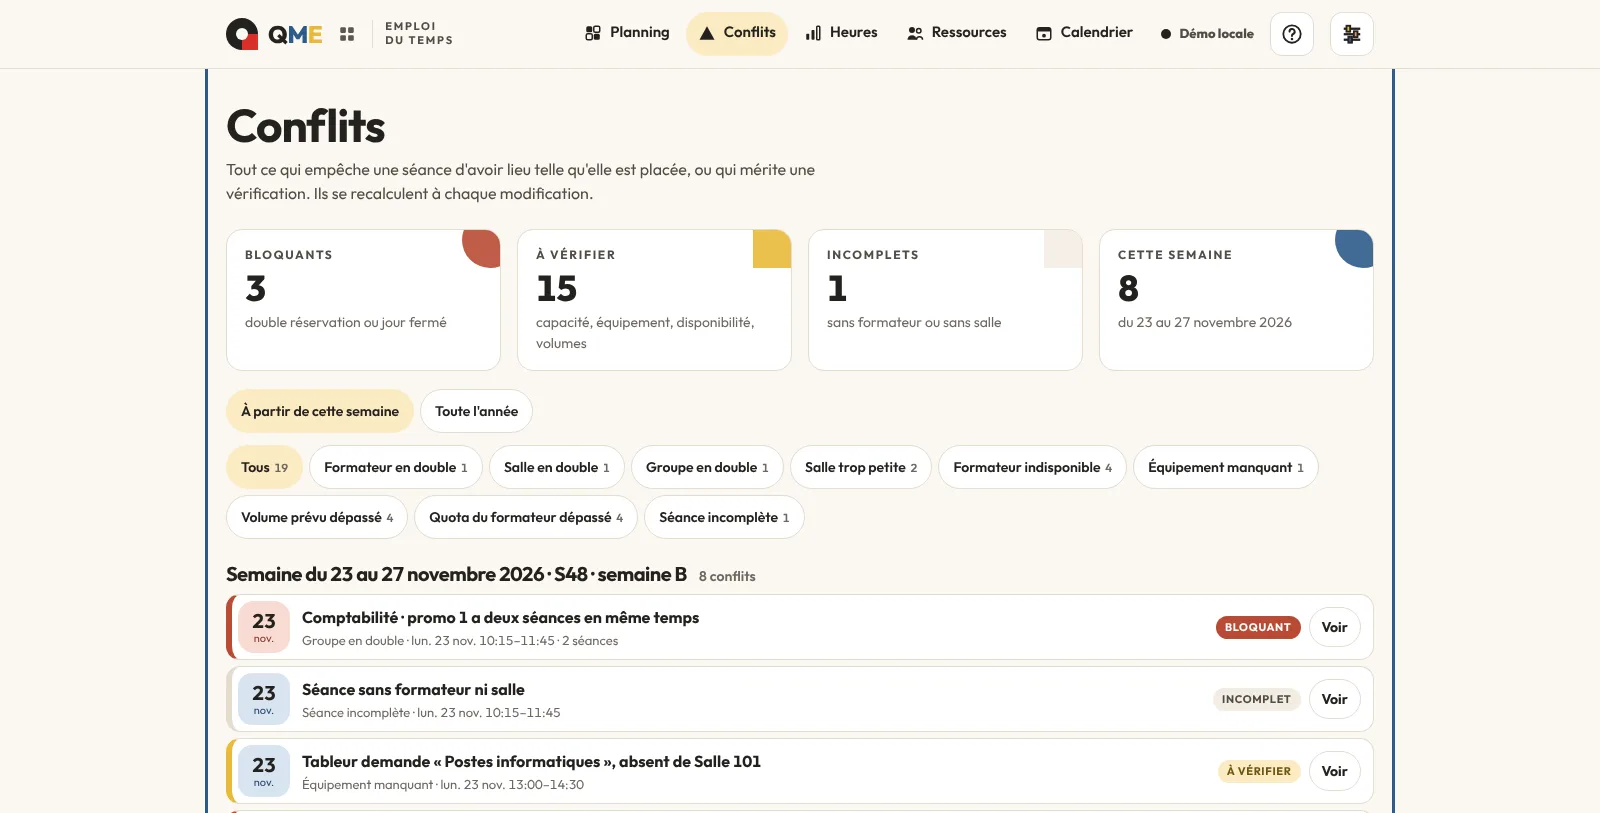 QME
EMPLOI
DU TEMPS
Planning
Conflits
Heures
Ressources
Calendrier
Démo locale
Conflits
Tout ce qui empêche une séance d'avoir lieu telle qu'elle est placée, ou qui mérite une
vérification. Ils se recalculent à chaque modification.
BLOQUANTS
3
double réservation ou jour fermé
À VÉRIFIER
15
capacité, équipement, disponibilité,
volumes
INCOMPLETS
1
sans formateur ou sans salle
CETTE SEMAINE
8
du 23 au 27 novembre 2026
À partir de cette semaine
Toute l'année
Tous 19
Formateur en double 1
Salle en double 1
Groupe en double 1
Salle trop petite 2
Formateur indisponible 4
Équipement manquant 1
Volume prévu dépassé 4
Quota du formateur dépassé 4
Séance incomplète 1
Semaine du 23 au 27 novembre 2026 · S48 · semaine B 8 conflits
23
nov.
Comptabilité · promo 1 a deux séances en même temps
Groupe en double · lun. 23 nov. 10:15–11:45 · 2 séances
BLOQUANT
Voir
23
nov.
Séance sans formateur ni salle
Séance incomplète · lun. 23 nov. 10:15–11:45
INCOMPLET
Voir
23
nov.
Tableur demande « Postes informatiques », absent de Salle 101
Équipement manquant · lun. 23 nov. 13:00–14:30
À VÉRIFIER
Voir